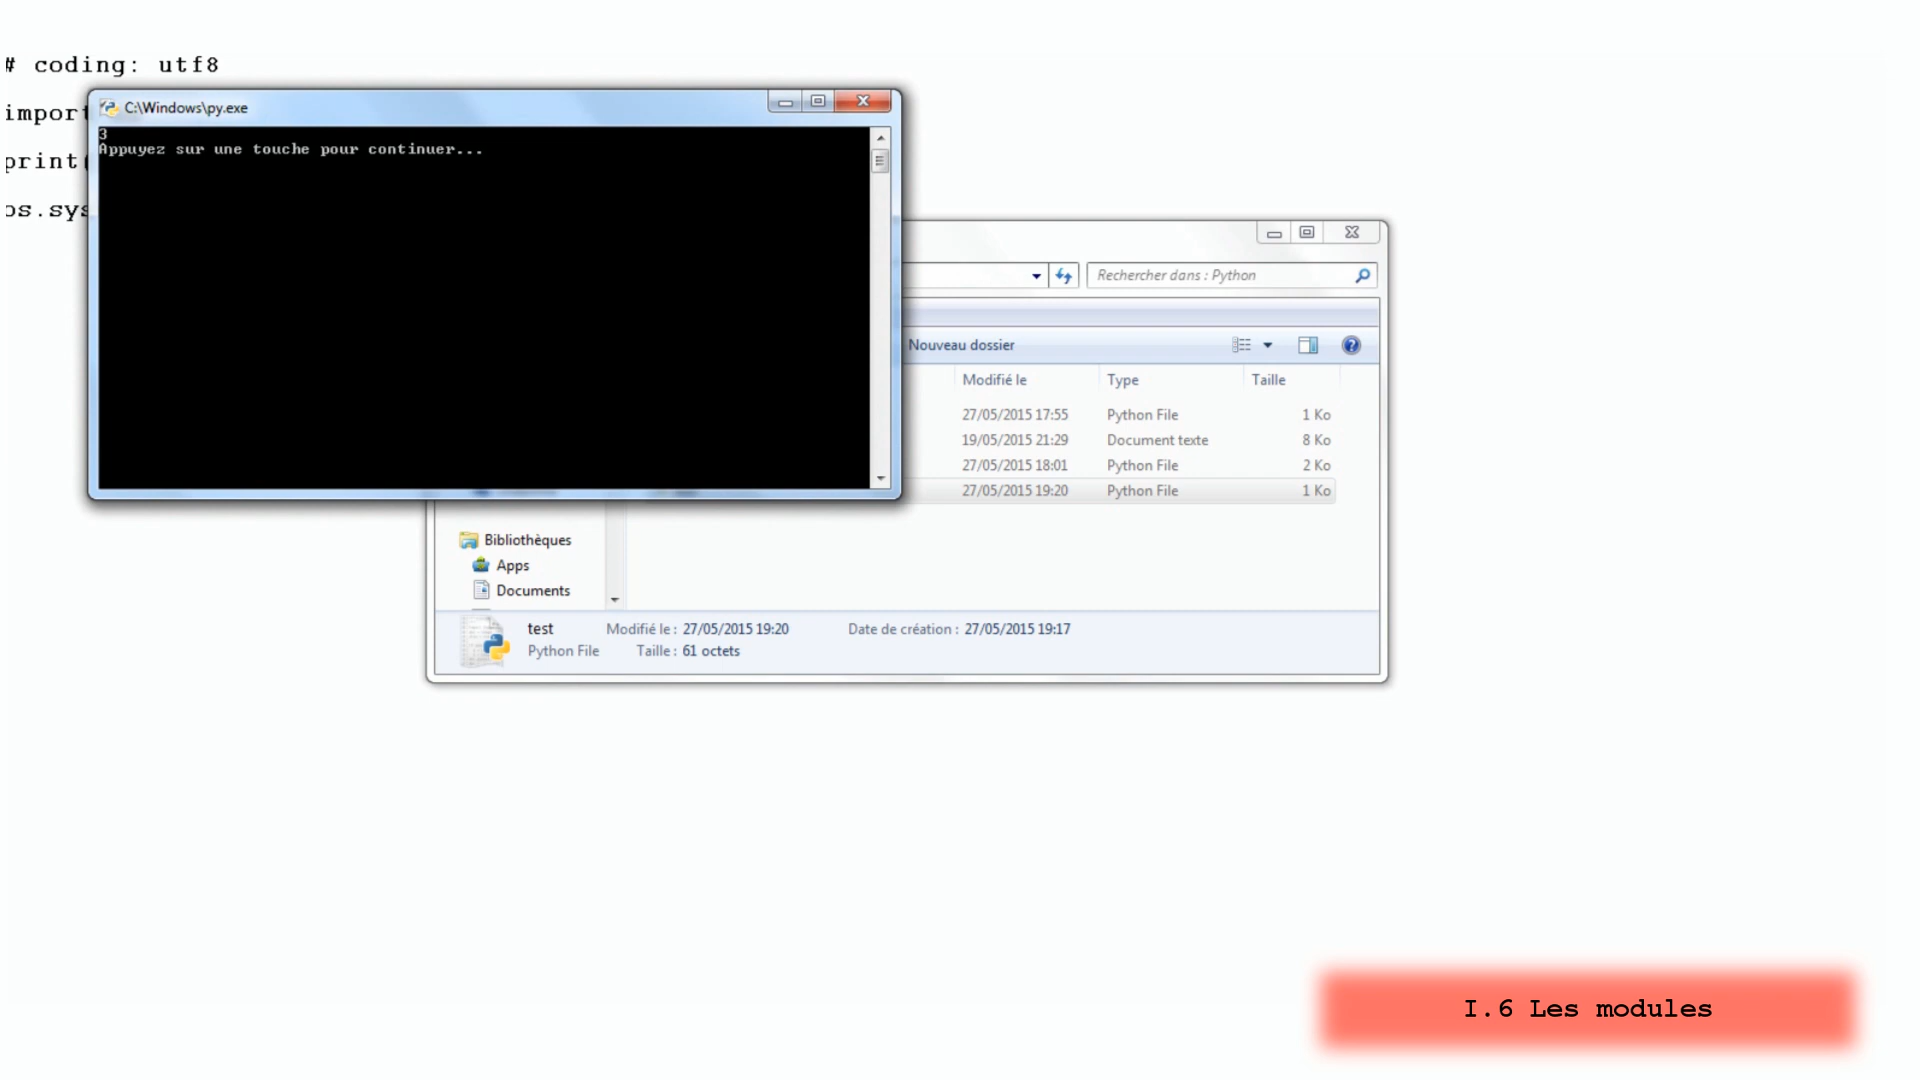 # coding: utf8
import
print(
os.sys
C:\Windows\py.exe
3
Appuyez sur une touche pour continuer...
Rechercher dans : Python
Nouveau dossier
Modifié le Type Taille
27/05/2015 17:55 Python File 1 Ko
19/05/2015 21:29 Document texte 8 Ko
27/05/2015 18:01 Python File 2 Ko
27/05/2015 19:20 Python File 1 Ko
Bibliothèques
Apps
Documents
test Modifié le : 27/05/2015 19:20 Date de création : 27/05/2015 19:17
Python File Taille : 61 octets
I.6 Les modules